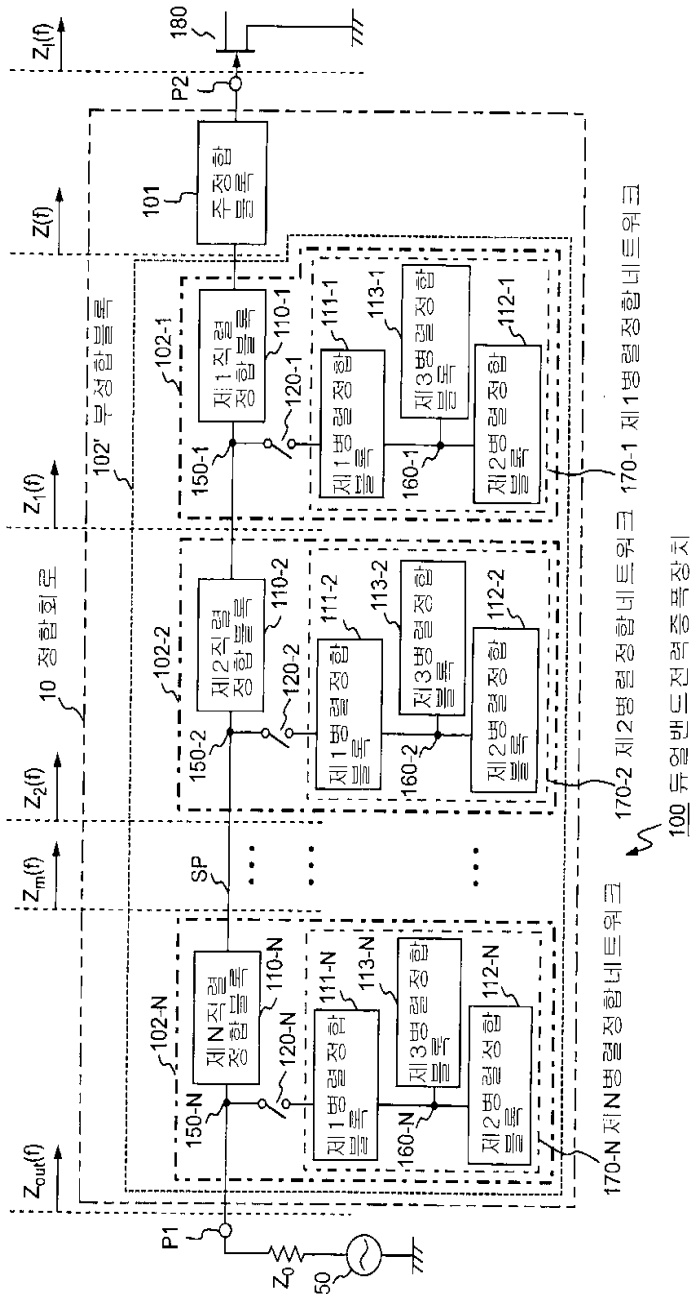 Zout(f)
Zm(f)
Z2(f)
Z1(f)
Z(f)
Zl(f)
10 정합회로
102' 부정합블록
102-N
제N직렬
정합블록
110-N
150-N
120-N
111-N
제1병렬정합
블록
113-N
제3병렬정합
블록
160-N
112-N
제2병렬정합
블록
170-N 제N병렬정합네트워크
SP
102-2
제2직렬
정합블록
110-2
150-2
120-2
111-2
제1병렬정합
블록
113-2
제3병렬정합
블록
160-2
112-2
제2병렬정합
블록
170-2 제2병렬정합네트워크
102-1
제1직렬
정합블록
110-1
150-1
120-1
111-1
제1병렬정합
블록
113-1
제3병렬정합
블록
160-1
112-1
제2병렬정합
블록
170-1 제1병렬정합네트워크
101
주정합
블록
P2
180
P1
Z0
50
100 듀얼밴드전력증폭장치